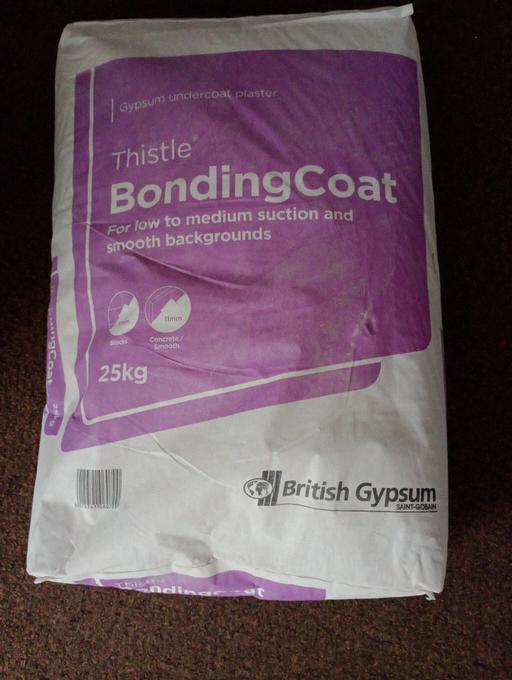 Gypsum undercoat plaster
Thistle
BondingCoat
For low to medium suction and
smooth backgrounds
11mm
Blocks
Concrete/
Smooth
25kg
British Gypsum
SAINT-GOBAIN